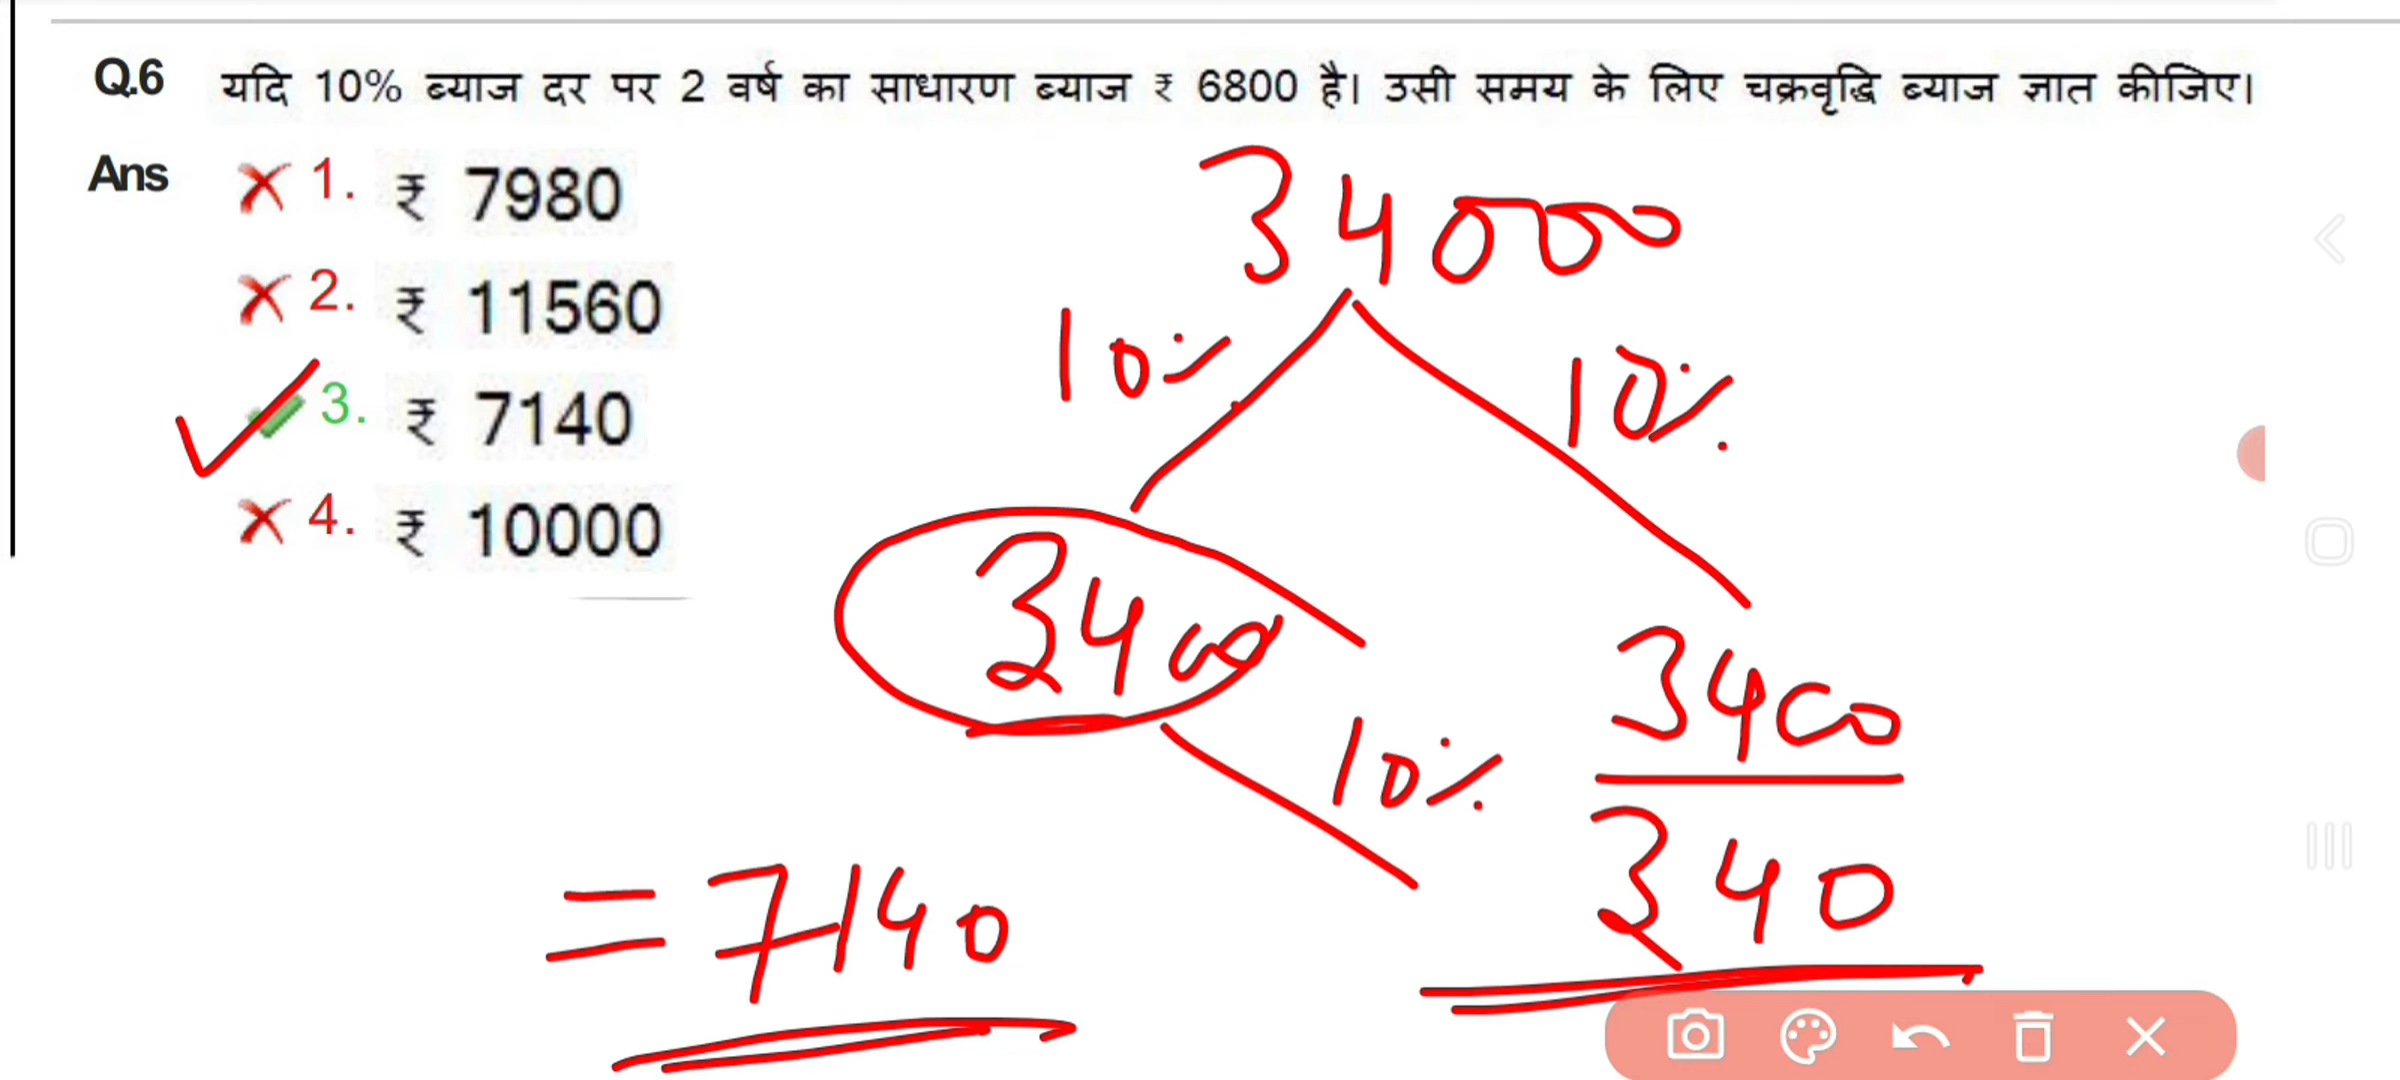 Q.6 यदि 10% ब्याज दर पर 2 वर्ष का साधारण ब्याज ₹ 6800 है। उसी समय के लिए चक्रवृद्धि ब्याज ज्ञात कीजिए।
Ans 1. ₹ 7980
2. ₹ 11560
3. ₹ 7140
4. ₹ 10000
34000
10% 10%
3400 3400
10%
340
= 7140